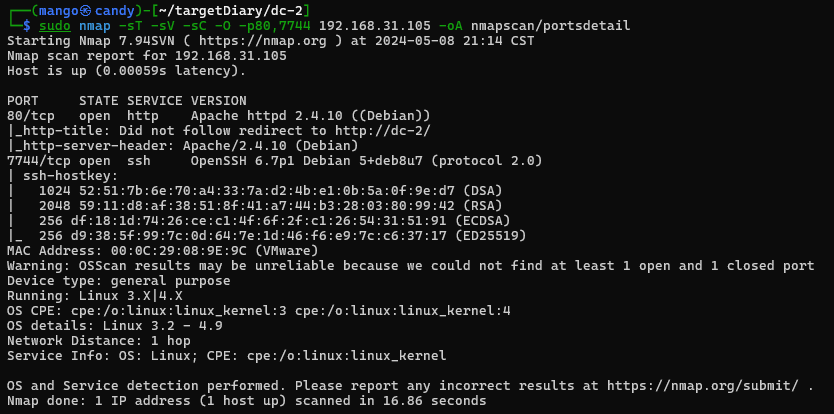 ┌──(mango㉿candy)-[~/targetDiary/dc-2]
└─$ sudo nmap -sT -sV -sC -O -p80,7744 192.168.31.105 -oA nmapscan/portsdetail
Starting Nmap 7.94SVN ( https://nmap.org ) at 2024-05-08 21:14 CST
Nmap scan report for 192.168.31.105
Host is up (0.00059s latency).

PORT     STATE SERVICE VERSION
80/tcp   open  http    Apache httpd 2.4.10 ((Debian))
|_http-title: Did not follow redirect to http://dc-2/
|_http-server-header: Apache/2.4.10 (Debian)
7744/tcp open  ssh     OpenSSH 6.7p1 Debian 5+deb8u7 (protocol 2.0)
| ssh-hostkey:
|   1024 52:51:7b:6e:70:a4:33:7a:d2:4b:e1:0b:5a:0f:9e:d7 (DSA)
|   2048 59:11:d8:af:38:51:8f:41:a7:44:b3:28:03:80:99:42 (RSA)
|   256 df:18:1d:74:26:ce:c1:4f:6f:2f:c1:26:54:31:51:91 (ECDSA)
|_  256 d9:38:5f:99:7c:0d:64:7e:1d:46:f6:e9:7c:c6:37:17 (ED25519)
MAC Address: 00:0C:29:08:9E:9C (VMware)
Warning: OSScan results may be unreliable because we could not find at least 1 open and 1 closed port
Device type: general purpose
Running: Linux 3.X|4.X
OS CPE: cpe:/o:linux:linux_kernel:3 cpe:/o:linux:linux_kernel:4
OS details: Linux 3.2 - 4.9
Network Distance: 1 hop
Service Info: OS: Linux; CPE: cpe:/o:linux:linux_kernel

OS and Service detection performed. Please report any incorrect results at https://nmap.org/submit/ .
Nmap done: 1 IP address (1 host up) scanned in 16.86 seconds